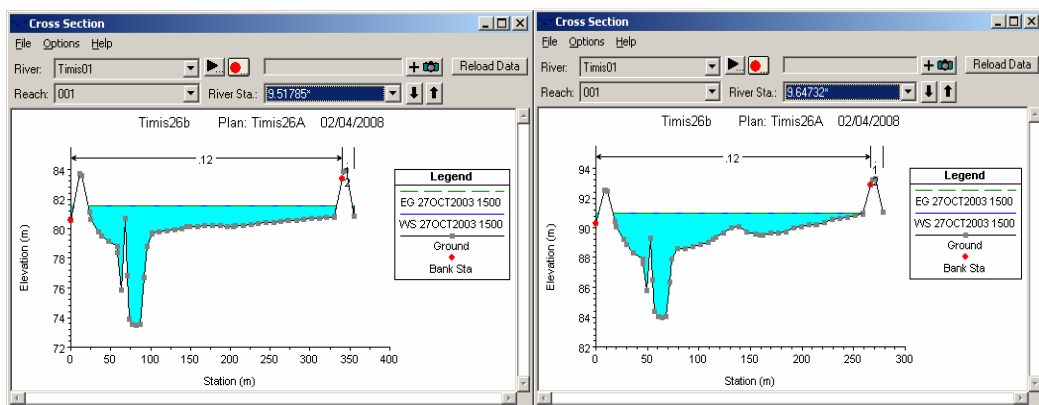 Cross Section
File Options Help
River: Timis01
Reload Data
Reach: 001 River Sta.: 9.51785*
Timis26b Plan: Timis26A 02/04/2008
.12
84
82
80
78
76
74
72
0 50 100 150 200 250 300 350 400
Elevation (m)
Station (m)
Legend
EG 27OCT2003 1500
WS 27OCT2003 1500
Ground
Bank Sta
Cross Section
File Options Help
River: Timis01
Reload Data
Reach: 001 River Sta.: 9.64732*
Timis26b Plan: Timis26A 02/04/2008
.12
94
92
90
88
86
84
82
0 50 100 150 200 250 300
Elevation (m)
Station (m)
Legend
EG 27OCT2003 1500
WS 27OCT2003 1500
Ground
Bank Sta